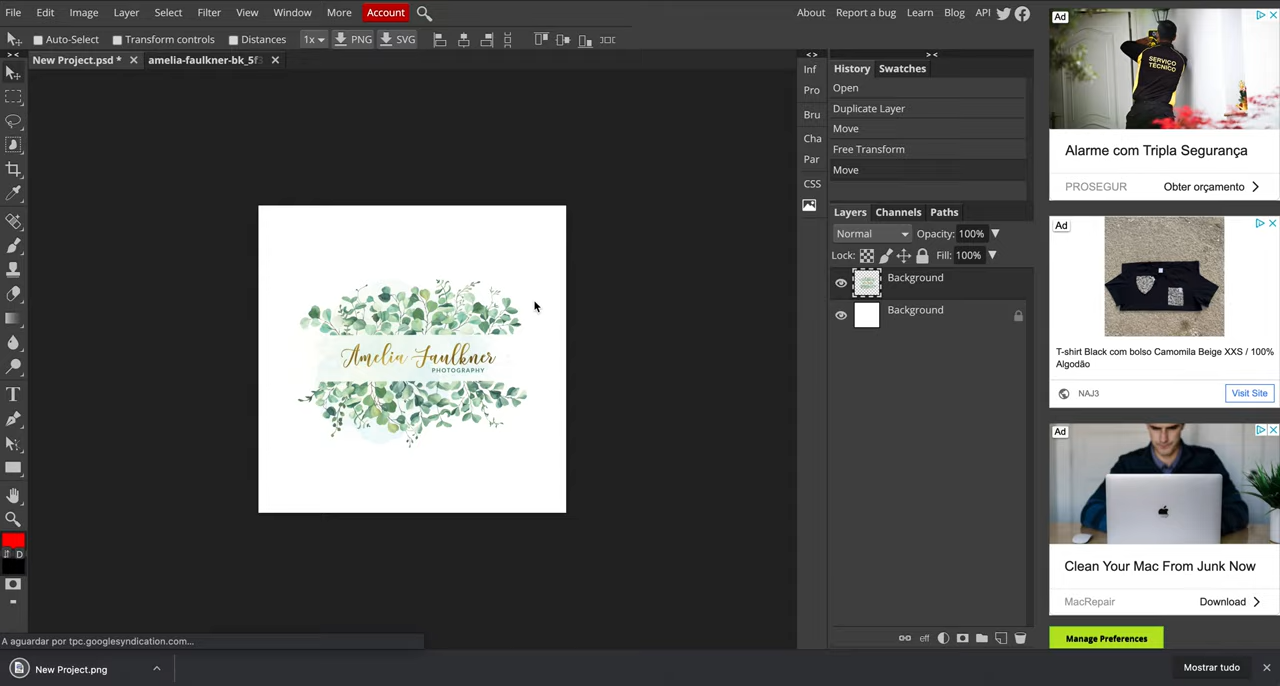 File Edit Image Layer Select Filter View Window More Account About Report a bug Learn Blog API
Auto-Select Transform controls Distances 1x PNG SVG
New Project.psd * amelia-faulkner-bk_5f
Inf
Pro
Bru
Cha
Par
CSS
History Swatches
Open
Duplicate Layer
Move
Free Transform
Move
Layers Channels Paths
Normal Opacity: 100%
Lock: Fill: 100%
Background
Background
eff
T
D
Amelia Faulkner
PHOTOGRAPHY
A aguardar por tpc.googlesyndication.com...
New Project.png
Mostrar tudo
Ad
SERVIÇO
TÉCNICO
Alarme com Tripla Segurança
PROSEGUR Obter orçamento
Ad
T-shirt Black com bolso Camomila Beige XXS / 100%
Algodão
NAJ3 Visit Site
Ad
Clean Your Mac From Junk Now
MacRepair Download
Manage Preferences